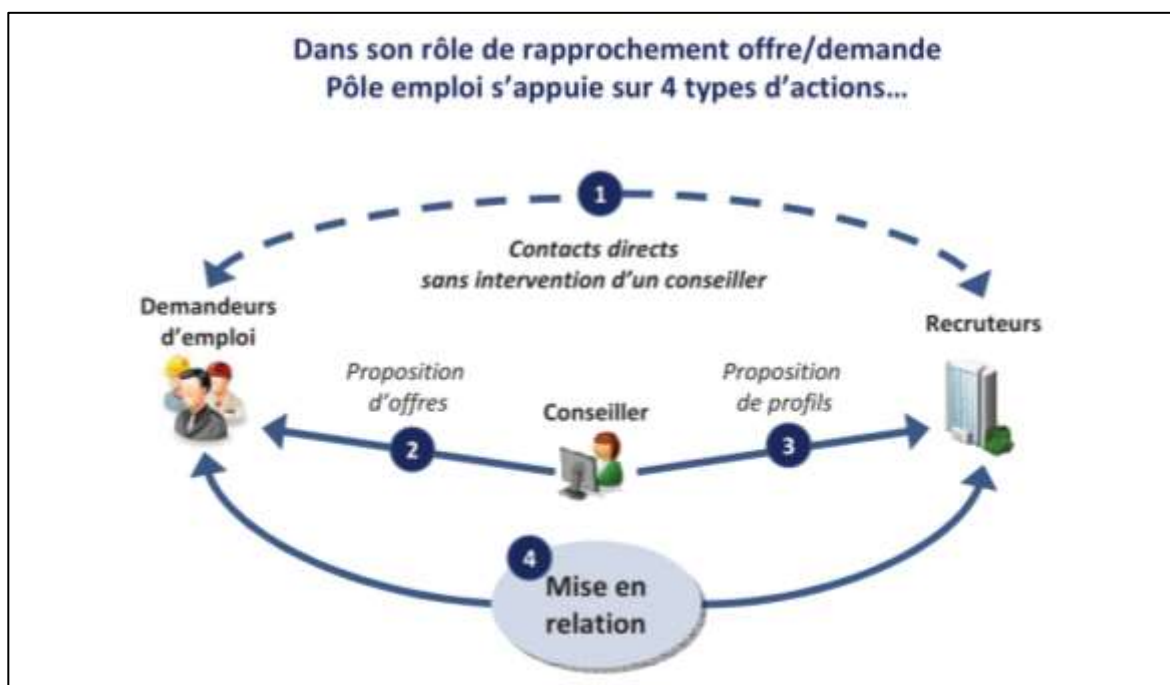 Dans son rôle de rapprochement offre/demande
Pôle emploi s'appuie sur 4 types d'actions...
1
Contacts directs
sans intervention d'un conseiller
Demandeurs
d'emploi
Recruteurs
Proposition
d'offres
Proposition
de profils
Conseiller
2
3
4
Mise en
relation